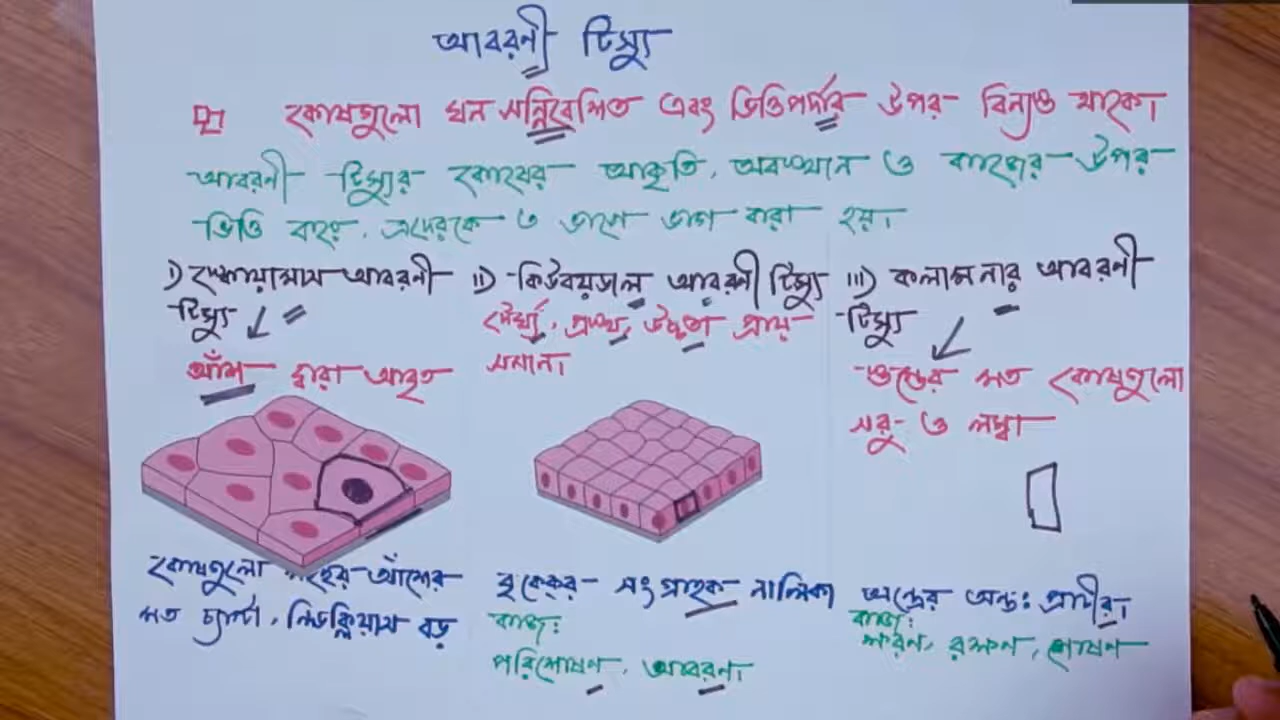 আবরণী টিস্যু
কোষগুলো ঘন সন্নিবেশিত এবং ভিত্তিপর্দার উপর বিন্যস্ত থাকে।
আবরণী টিস্যুর কোষের আকৃতি, অবস্থান ও কাজের উপর
ভিত্তি করে, এদেরকে ৩ ভাগে ভাগ করা হয়।
i) স্কোয়ামাস আবরণী
টিস্যু
আঁশ দ্বারা আবৃত
কোষগুলো মাছের আঁশের
মত চ্যাপ্টা, নিউক্লিয়াস বড়
ii) কিউবয়ডাল আবরণী টিস্যু
দৈর্ঘ্য, প্রস্থ, উচ্চতা প্রায়
সমান।
বৃক্কের সংগ্রাহক নালিকা
কাজ:
পরিশোষণ, আবরণ।
iii) কলামনার আবরণী
টিস্যু
স্তম্ভের মত কোষগুলো
সরু ও লম্বা
অন্ত্রের অন্তঃপ্রাচীর।
কাজ:
ক্ষরণ, রক্ষণ, শোষণ